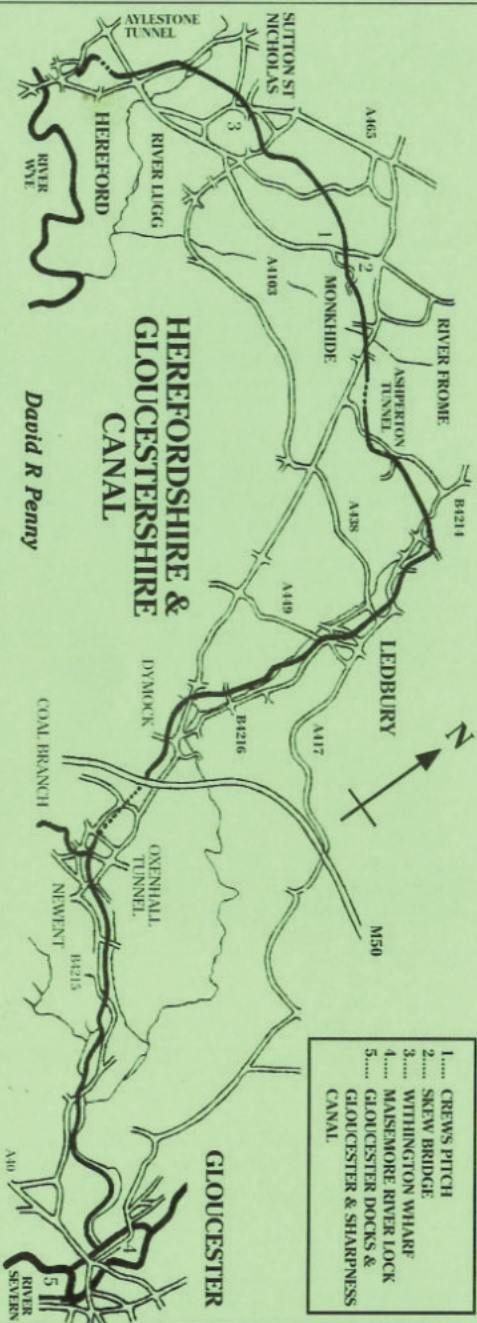 AYLESTONE
TUNNEL
SUTTON ST
NICHOLAS
A465
3
HEREFORD
RIVER LUGG
RIVER
WYE
1
2
A4103
MONKHIDE
RIVER FROME
ASHPERTON
TUNNEL
B4214
HEREFORDSHIRE &
GLOUCESTERSHIRE
CANAL
David R Penny
A438
A449
LEDBURY
DYMOCK
B4216
A417
N
COAL BRANCH
OXENHALL
TUNNEL
NEWENT
M50
B4215
1..... CREWS PITCH
2..... SKEW BRIDGE
3..... WITHINGTON WHARF
4..... MAISEMORE RIVER LOCK
5..... GLOUCESTER DOCKS &
GLOUCESTER & SHARPNESS
CANAL
GLOUCESTER
A40
4
5
RIVER
SEVERN